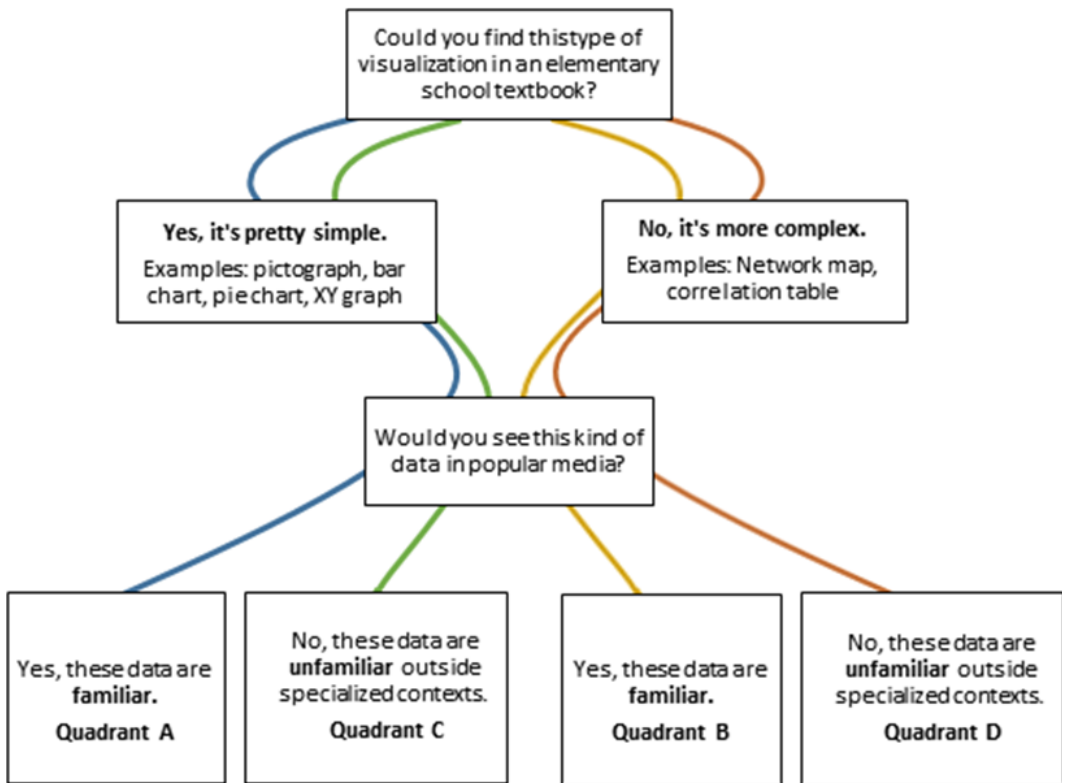 Could you find this type of
visualization in an elementary
school textbook?
Yes, it's pretty simple.
Examples: pictograph, bar
chart, pie chart, XY graph
No, it's more complex.
Examples: Network map,
correlation table
Would you see this kind of
data in popular media?
Yes, these data are
familiar.
Quadrant A
No, these data are
unfamiliar outside
specialized contexts.
Quadrant C
Yes, these data are
familiar.
Quadrant B
No, these data are
unfamiliar outside
specialized contexts.
Quadrant D